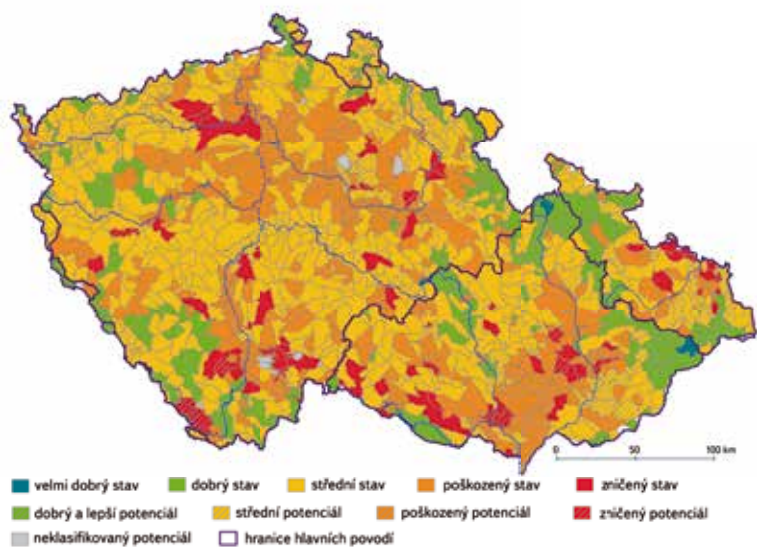 0 50 100 km
velmi dobrý stav dobrý stav střední stav poškozený stav zničený stav
dobrý a lepší potenciál střední potenciál poškozený potenciál zničený potenciál
neklasifikovaný potenciál hranice hlavních povodí